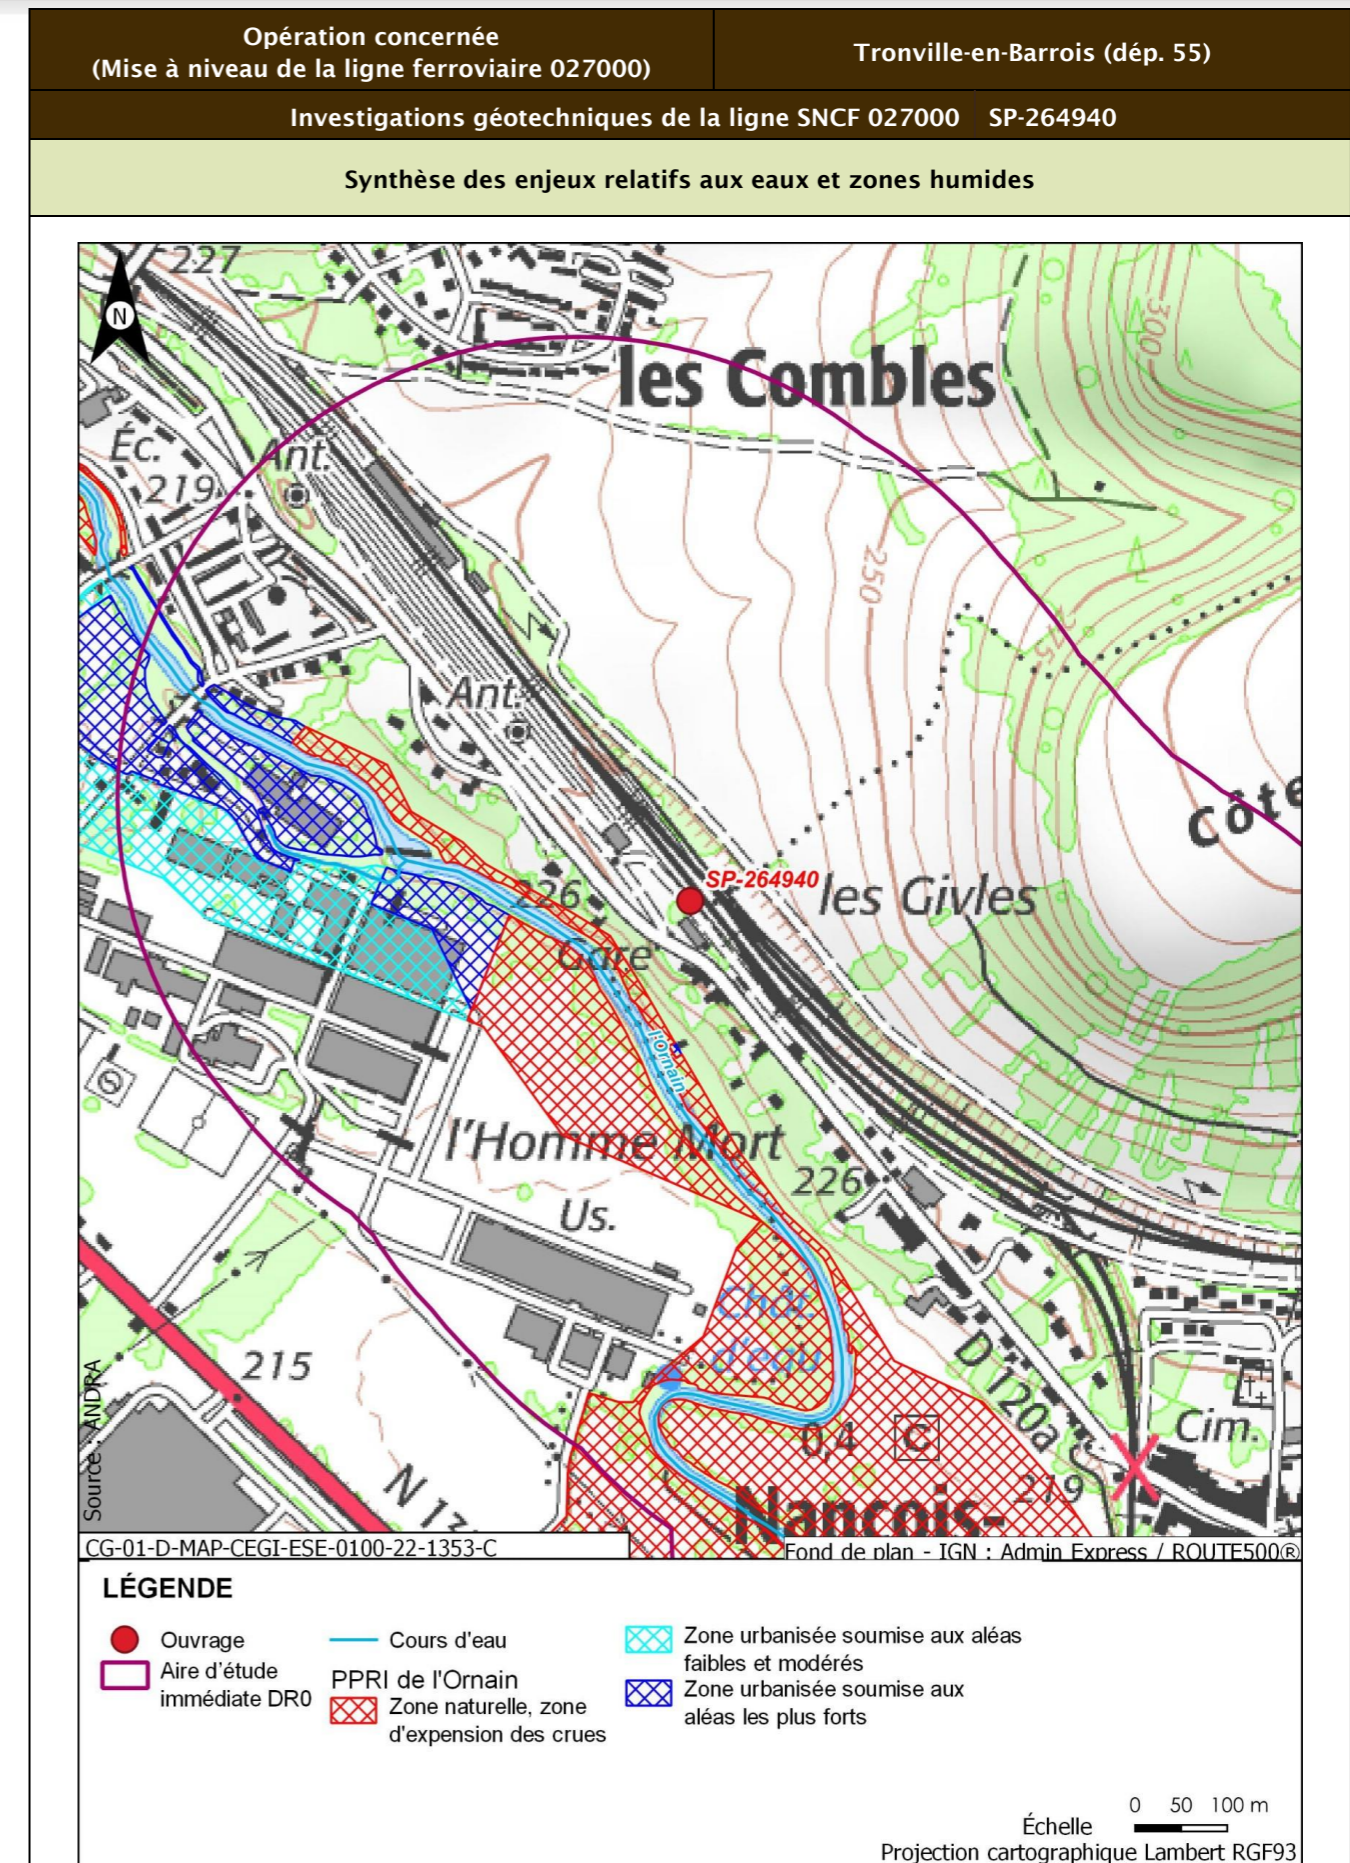 Opération concernée
(Mise à niveau de la ligne ferroviaire 027000)
Tronville-en-Barrois (dép. 55)
Investigations géotechniques de la ligne SNCF 027000 SP-264940
Synthèse des enjeux relatifs aux eaux et zones humides
227
N
les Combles
300
Éc.
Ant.
219
250
275
Ant.
Côte
SP-264940
les Givles
226
Gare
l'Ornain
l'Homme Mort
226
Us.
Chât.
d'eau
215
D120a
0,4
C
Cim.
N 13
219
Nançois-
Source : ANDRA
CG-01-D-MAP-CEGI-ESE-0100-22-1353-C
Fond de plan - IGN : Admin Express / ROUTE500®
LÉGENDE
Ouvrage
Aire d'étude
immédiate DR0
Cours d'eau
PPRI de l'Ornain
Zone naturelle, zone
d'expension des crues
Zone urbanisée soumise aux aléas
faibles et modérés
Zone urbanisée soumise aux
aléas les plus forts
0 50 100 m
Échelle
Projection cartographique Lambert RGF93